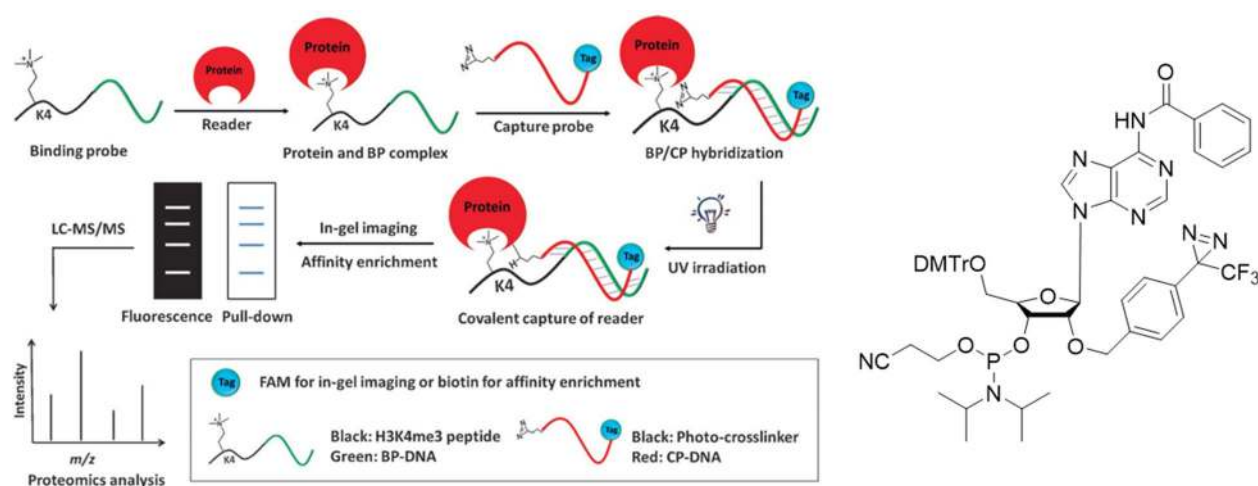 Protein
Tag
N
N
N
+
K4
Binding probe
Protein
Reader
Protein
N
+
K4
Protein and BP complex
Capture probe
Protein
N
+
N
N
K4
Tag
BP/CP hybridization
UV irradiation
Protein
N
+
H
K4
Tag
Covalent capture of reader
In-gel imaging
Affinity enrichment
Fluorescence
Pull-down
LC-MS/MS
Intensity
m/z
Proteomics analysis
Tag
FAM for in-gel imaging or biotin for affinity enrichment
K4
Black: H3K4me3 peptide
Green: BP-DNA
N
N
Tag
Black: Photo-crosslinker
Red: CP-DNA
O
NH
N
N
N
N
N
N
CF3
DMTrO
O
O
O
NC
O
P
N